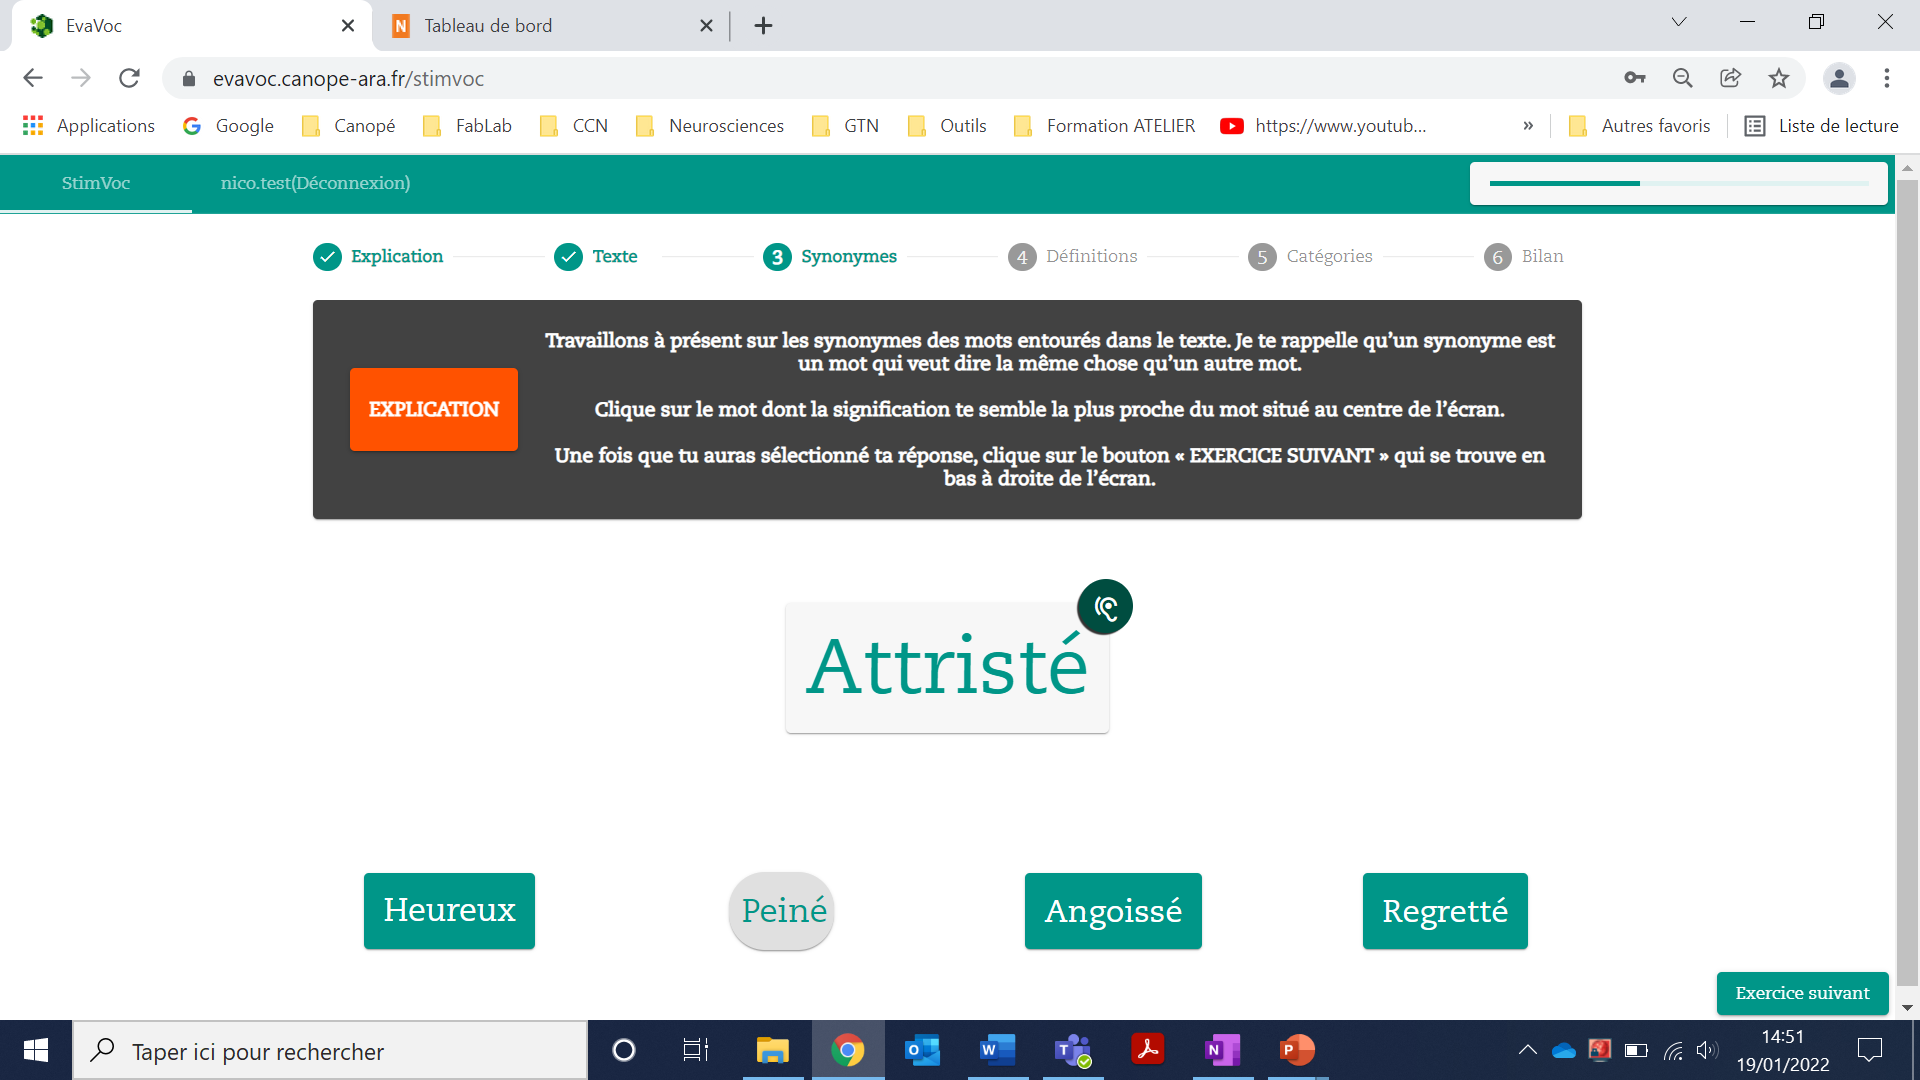 EvaVoc
Tableau de bord
evavoc.canope-ara.fr/stimvoc
Applications
Google
Canopé
FabLab
CCN
Neurosciences
GTN
Outils
Formation ATELIER
https://www.youtub...
»
Autres favoris
Liste de lecture
StimVoc
nico.test(Déconnexion)
Explication
Texte
3 Synonymes
4 Définitions
5 Catégories
6 Bilan
EXPLICATION
Travaillons à présent sur les synonymes des mots entourés dans le texte. Je te rappelle qu’un synonyme est
un mot qui veut dire la même chose qu’un autre mot.
Clique sur le mot dont la signification te semble la plus proche du mot situé au centre de l’écran.
Une fois que tu auras sélectionné ta réponse, clique sur le bouton « EXERCICE SUIVANT » qui se trouve en
bas à droite de l’écran.
Attristé
Heureux
Peiné
Angoissé
Regretté
Exercice suivant
Taper ici pour rechercher
14:51
19/01/2022